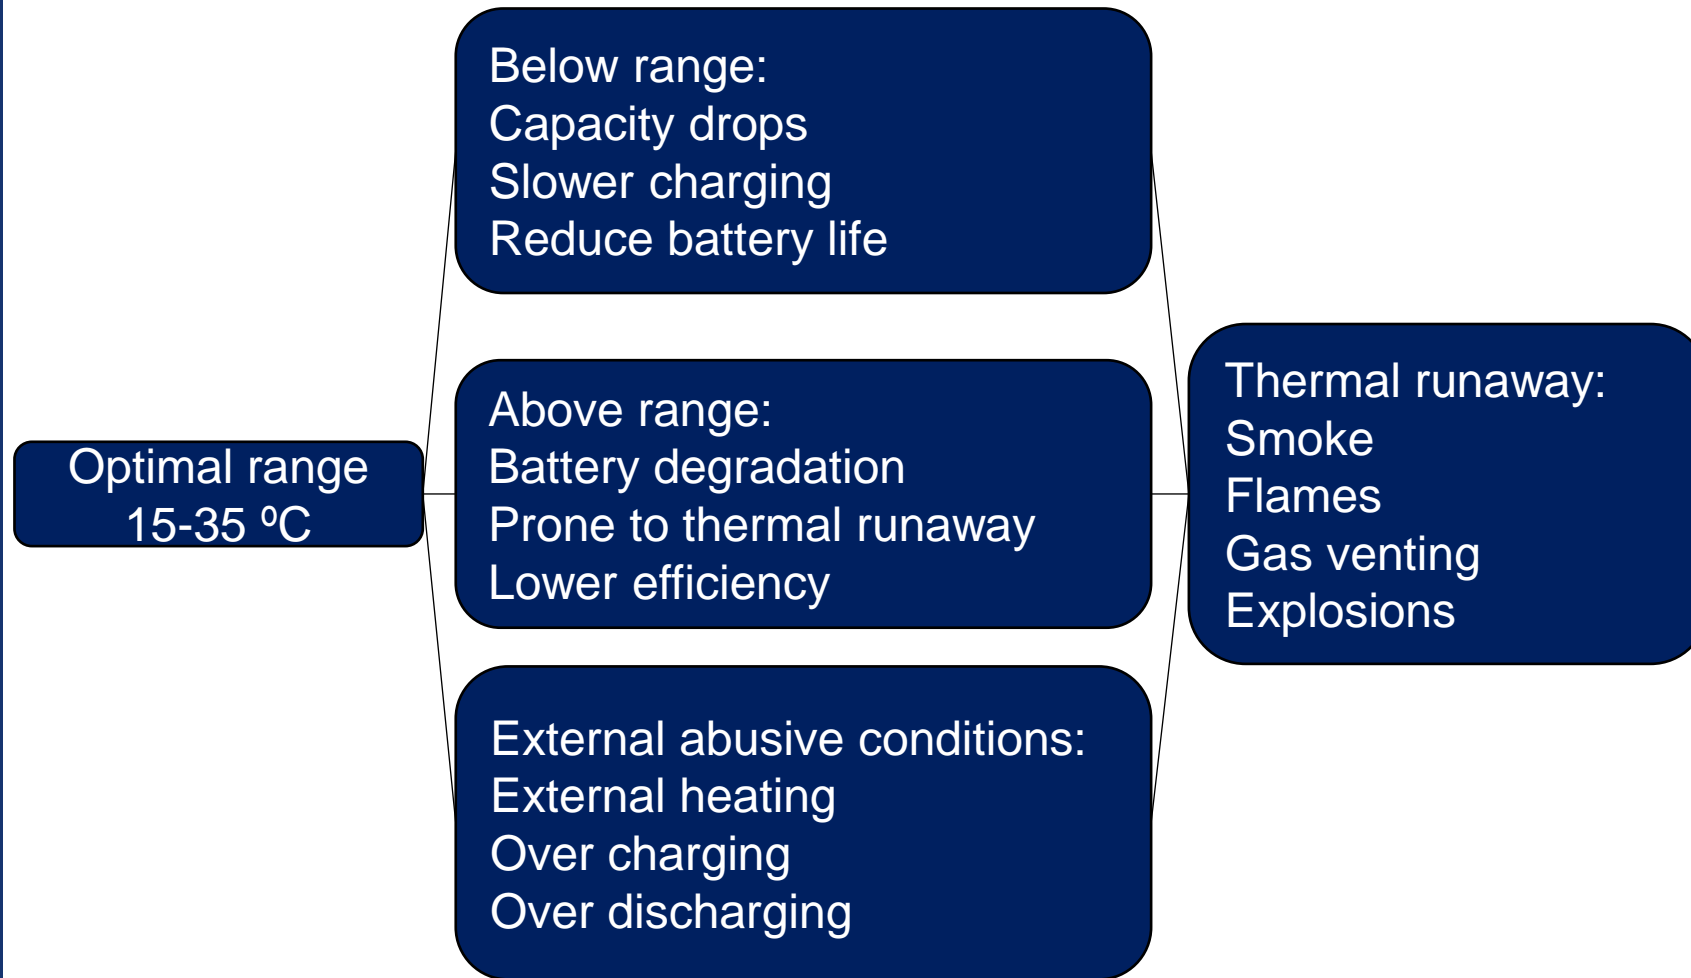 Optimal range
15-35 ºC
Below range:
Capacity drops
Slower charging
Reduce battery life
Above range:
Battery degradation
Prone to thermal runaway
Lower efficiency
External abusive conditions:
External heating
Over charging
Over discharging
Thermal runaway:
Smoke
Flames
Gas venting
Explosions